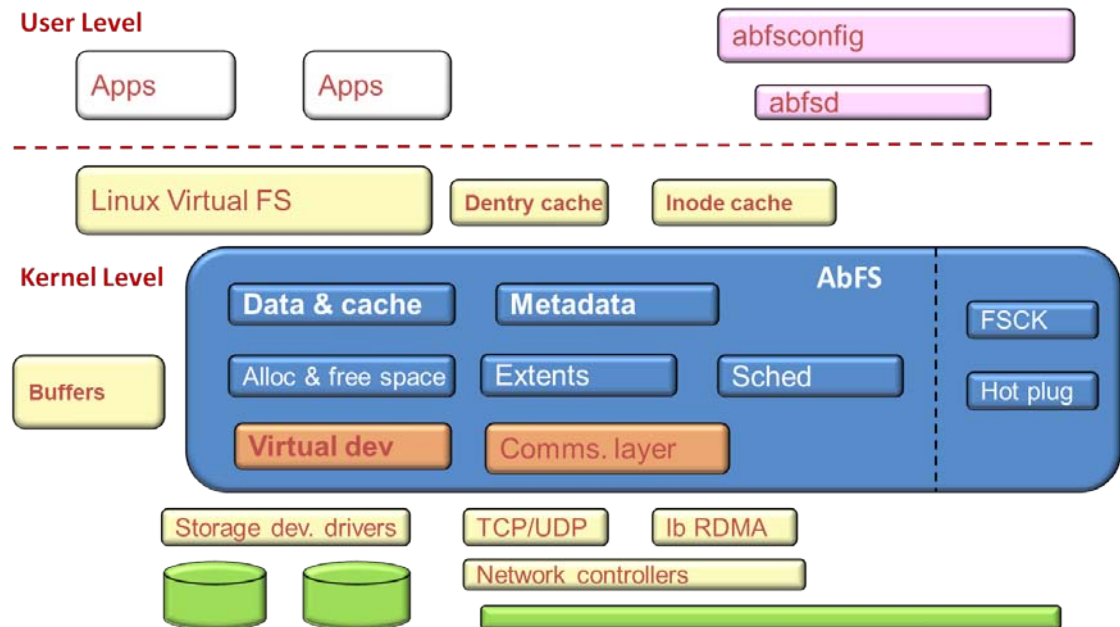 User Level
abfsconfig
Apps
Apps
abfsd
Linux Virtual FS
Dentry cache
Inode cache
Kernel Level
AbFS
Data & cache
Metadata
FSCK
Alloc & free space
Extents
Sched
Hot plug
Buffers
Virtual dev
Comms. layer
Storage dev. drivers
TCP/UDP
Ib RDMA
Network controllers